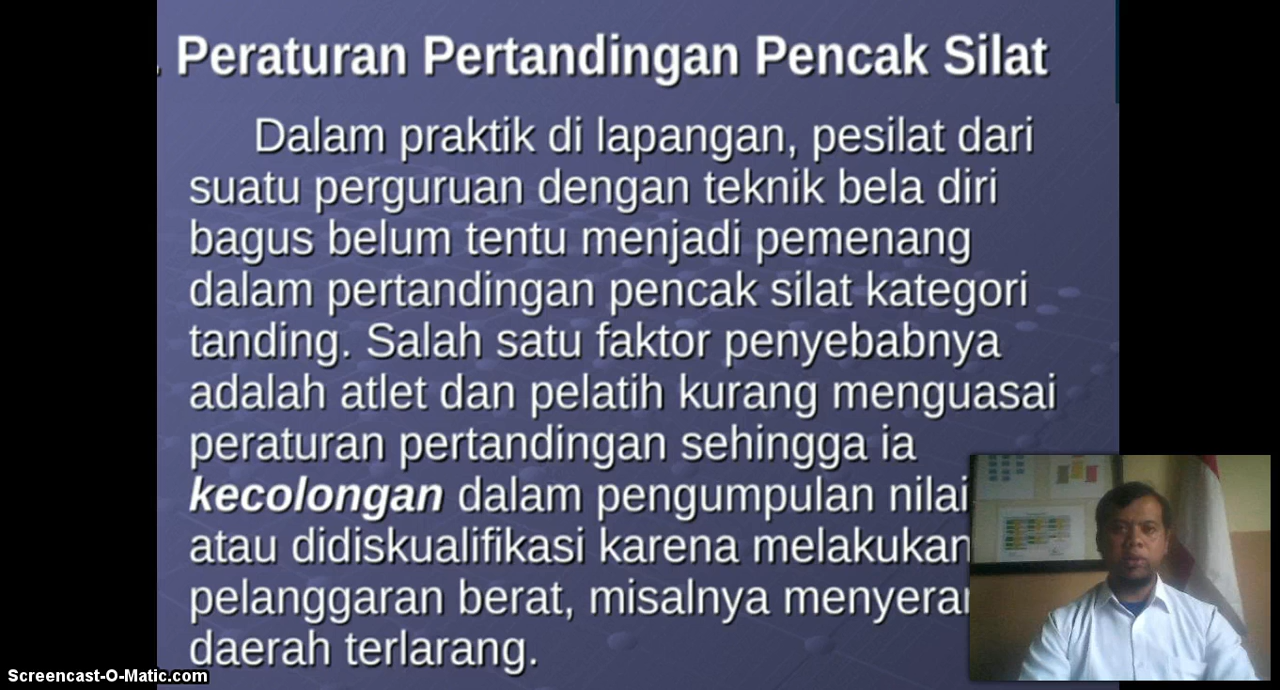 . Peraturan Pertandingan Pencak Silat
Dalam praktik di lapangan, pesilat dari
suatu perguruan dengan teknik bela diri
bagus belum tentu menjadi pemenang
dalam pertandingan pencak silat kategori
tanding. Salah satu faktor penyebabnya
adalah atlet dan pelatih kurang menguasai
peraturan pertandingan sehingga ia
kecolongan dalam pengumpulan nilai
atau didiskualifikasi karena melakukan
pelanggaran berat, misalnya
daerah terlarang.
Screencast-O-Matic.com